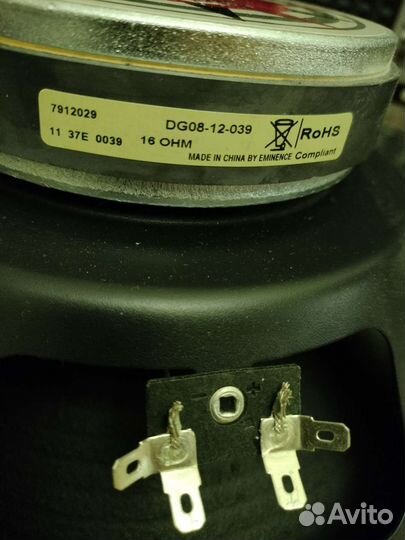 7912029
DG08-12-039
RoHS
11 37E 0039
16 OHM
MADE IN CHINA BY EMINENCE
Compliant
- +
Avito